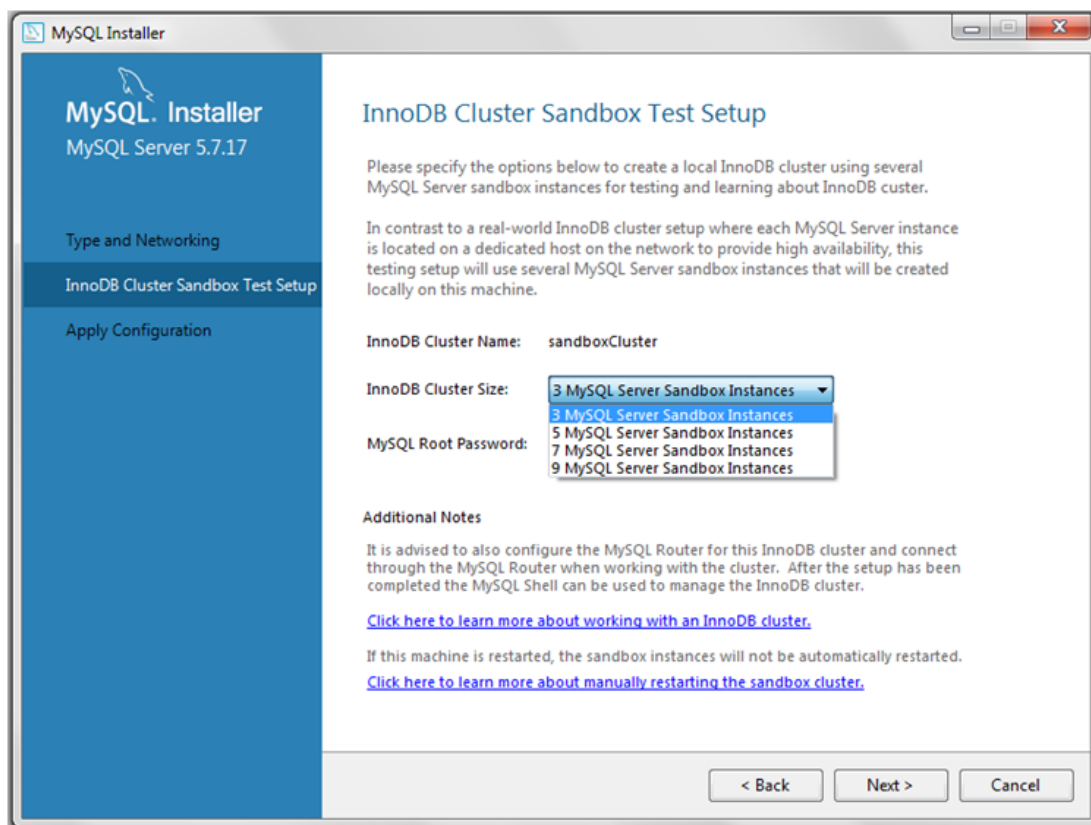 MySQL Installer
MySQL. Installer
MySQL Server 5.7.17
Type and Networking
InnoDB Cluster Sandbox Test Setup
Apply Configuration
InnoDB Cluster Sandbox Test Setup
Please specify the options below to create a local InnoDB cluster using several
MySQL Server sandbox instances for testing and learning about InnoDB custer.
In contrast to a real-world InnoDB cluster setup where each MySQL Server instance
is located on a dedicated host on the network to provide high availability, this
testing setup will use several MySQL Server sandbox instances that will be created
locally on this machine.
InnoDB Cluster Name: sandboxCluster
InnoDB Cluster Size: 3 MySQL Server Sandbox Instances
3 MySQL Server Sandbox Instances
5 MySQL Server Sandbox Instances
MySQL Root Password: 7 MySQL Server Sandbox Instances
9 MySQL Server Sandbox Instances
Additional Notes
It is advised to also configure the MySQL Router for this InnoDB cluster and connect
through the MySQL Router when working with the cluster. After the setup has been
completed the MySQL Shell can be used to manage the InnoDB cluster.
Click here to learn more about working with an InnoDB cluster.
If this machine is restarted, the sandbox instances will not be automatically restarted.
Click here to learn more about manually restarting the sandbox cluster.
< Back Next > Cancel